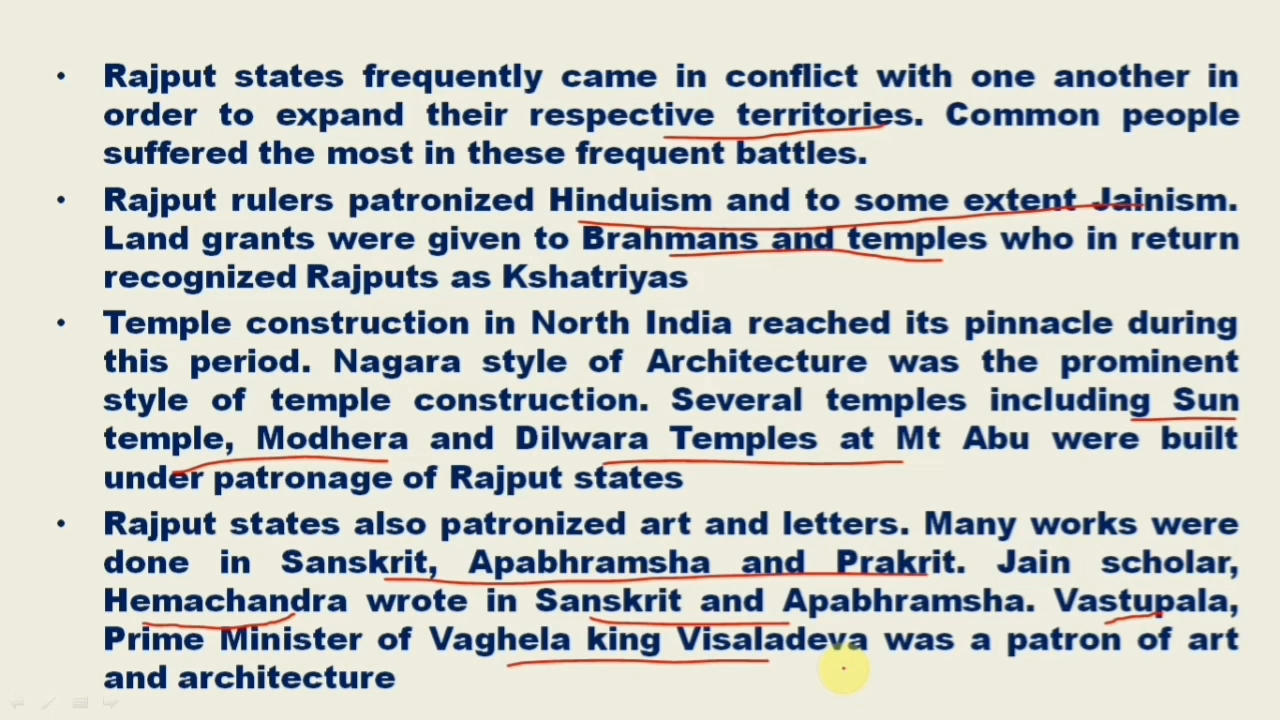 • Rajput states frequently came in conflict with one another in
order to expand their respective territories. Common people
suffered the most in these frequent battles.
• Rajput rulers patronized Hinduism and to some extent Jainism.
Land grants were given to Brahmans and temples who in return
recognized Rajputs as Kshatriyas
• Temple construction in North India reached its pinnacle during
this period. Nagara style of Architecture was the prominent
style of temple construction. Several temples including Sun
temple, Modhera and Dilwara Temples at Mt Abu were built
under patronage of Rajput states
• Rajput states also patronized art and letters. Many works were
done in Sanskrit, Apabhramsha and Prakrit. Jain scholar,
Hemachandra wrote in Sanskrit and Apabhramsha. Vastupala,
Prime Minister of Vaghela king Visaladeva was a patron of art
and architecture